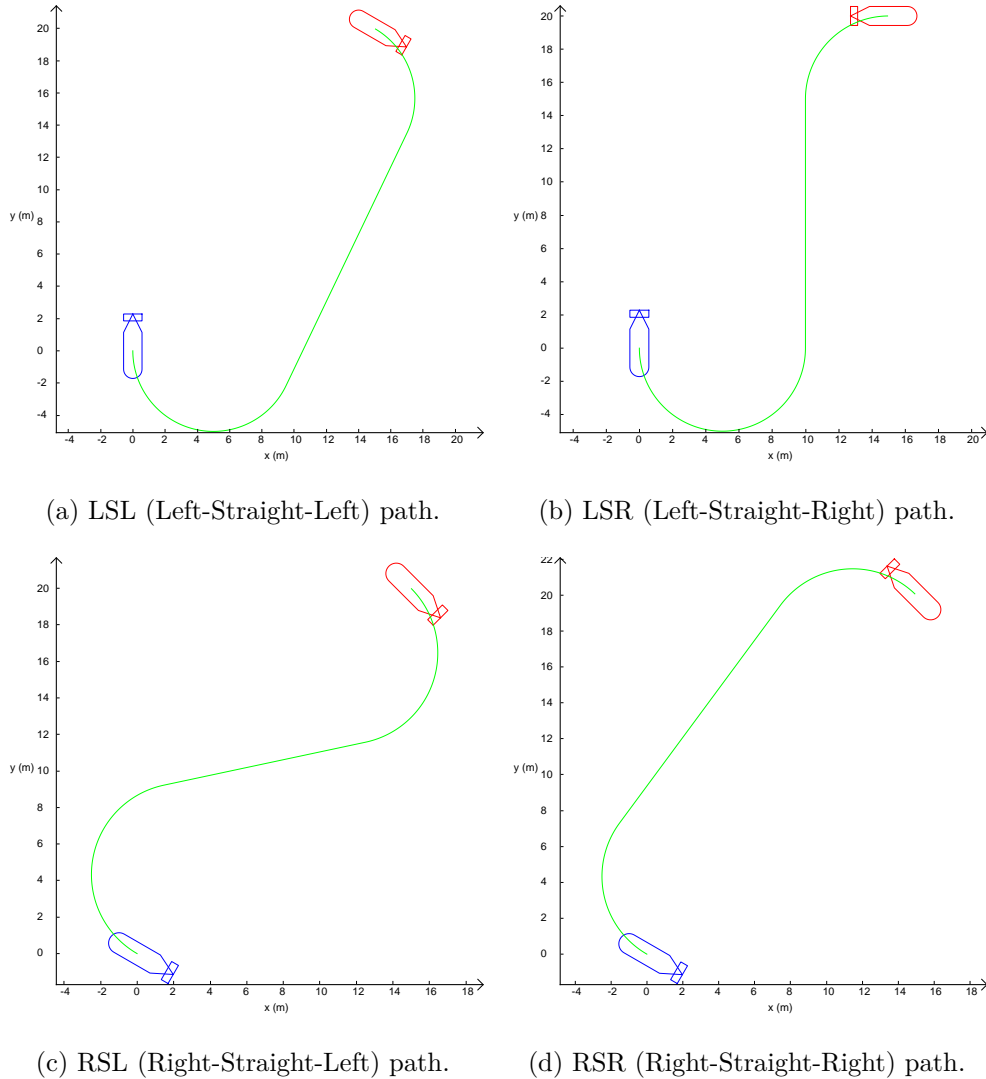 20
18
16
14
12
10
y (m)
8
6
4
2
0
-2
-4
-4 -2 0 2 4 6 8 10 12 14 16 18 20
x (m)
(a) LSL (Left-Straight-Left) path.
20
18
16
14
12
10
y (m) 8
6
4
2
0
-2
-4
-4 -2 0 2 4 6 8 10 12 14 16 18 20
x (m)
(b) LSR (Left-Straight-Right) path.
20
18
16
14
12
y (m) 10
8
6
4
2
0
-4 -2 0 2 4 6 8 10 12 14 16 18
x (m)
(c) RSL (Right-Straight-Left) path.
22
20
18
16
14
12
y (m)
10
8
6
4
2
0
-4 -2 0 2 4 6 8 10 12 14 16 18
x (m)
(d) RSR (Right-Straight-Right) path.